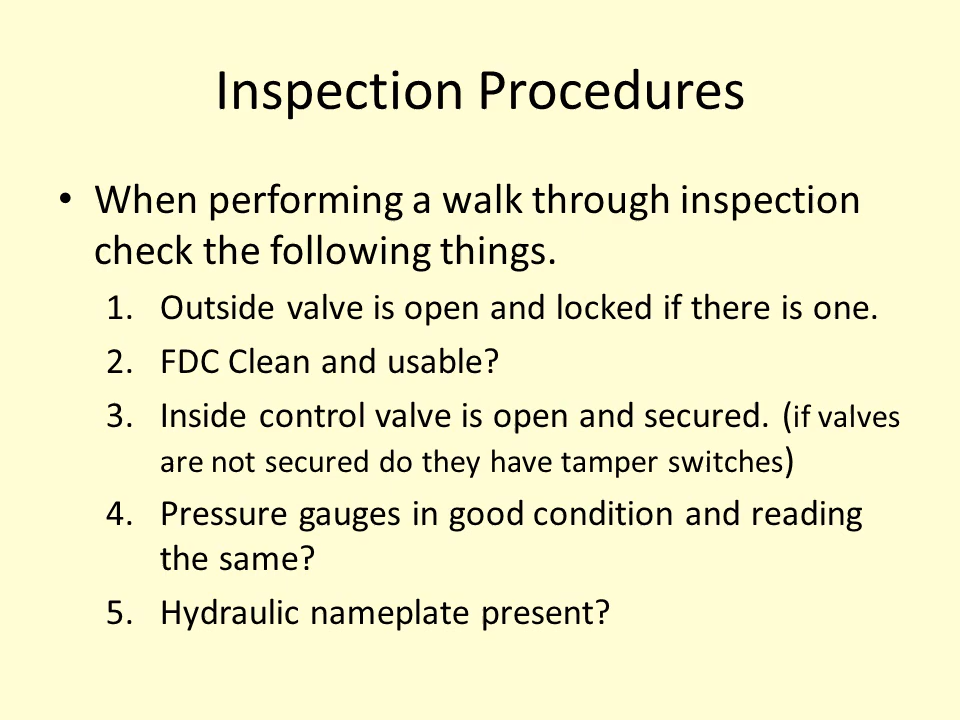 Inspection Procedures
• When performing a walk through inspection
check the following things.
1. Outside valve is open and locked if there is one.
2. FDC Clean and usable?
3. Inside control valve is open and secured. (if valves
are not secured do they have tamper switches)
4. Pressure gauges in good condition and reading
the same?
5. Hydraulic nameplate present?